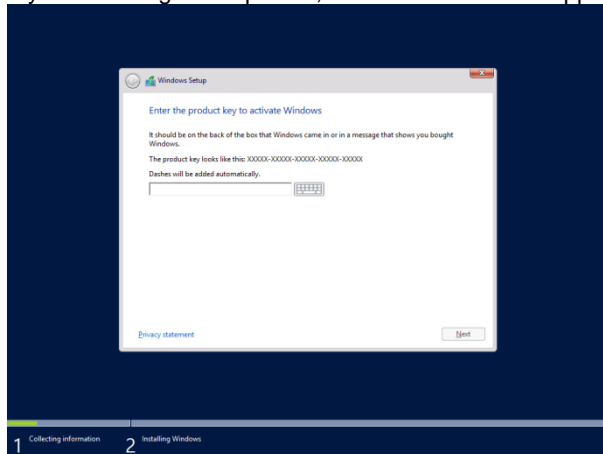 Windows Setup
Enter the product key to activate Windows
It should be on the back of the box that Windows came in or in a message that shows you bought
Windows.
The product key looks like this: XXXXX-XXXXX-XXXXX-XXXXX-XXXXX
Dashes will be added automatically.
Privacy statement
Next
1 Collecting information 2 Installing Windows